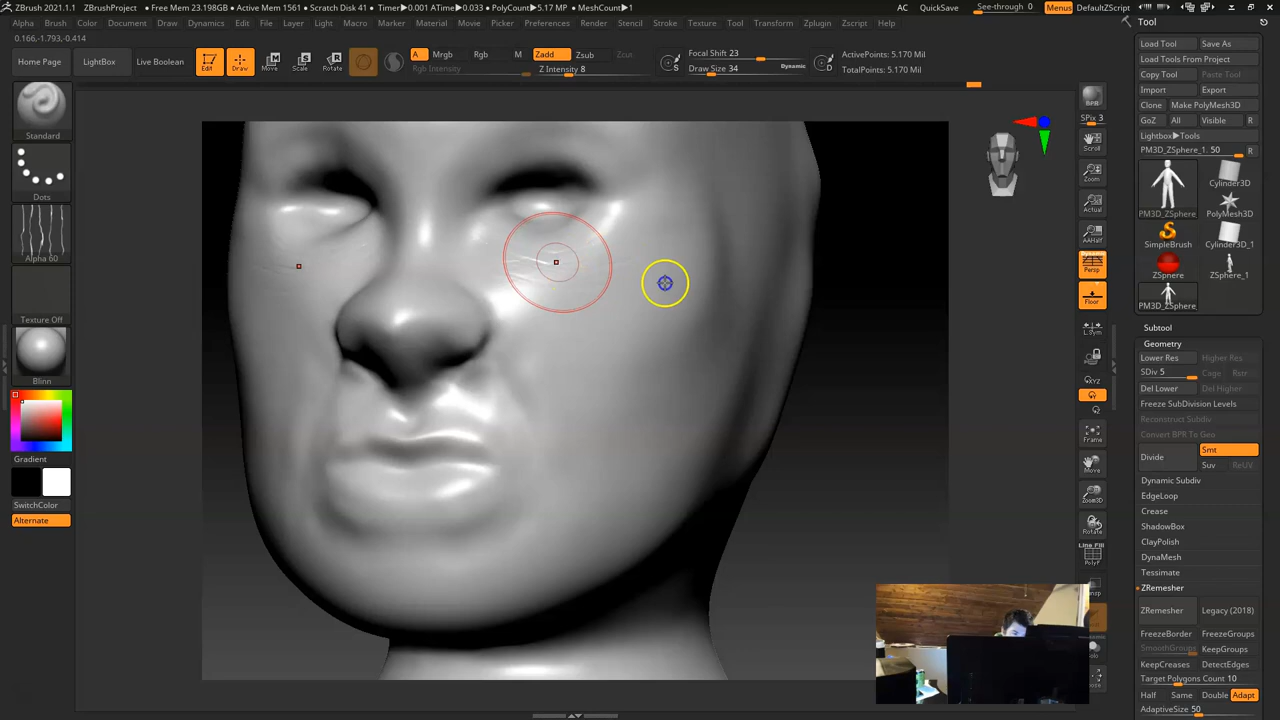 ZBrush 2021.1.1 ZBrushProject • Free Mem 23.198GB • Active Mem 1561 • Scratch Disk 41 • Timer▶0.001 ATime▶0.033 • PolyCount▶5.17 MP • MeshCount▶1 AC QuickSave See-through 0 Menus DefaultZScript
Alpha Brush Color Document Draw Dynamics Edit File Layer Light Macro Marker Material Movie Picker Preferences Render Stencil Stroke Texture Tool Transform Zplugin Zscript Help
0.166,-1.793,-0.414
Home Page LightBox Live Boolean Edit Draw Move Scale Rotate A Mrgb Rgb M Zadd Zsub Zcut Focal Shift 23 ActivePoints: 5.170 Mil
Rgb Intensity Z Intensity 8 S Draw Size 34 Dynamic D TotalPoints: 5.170 Mil
Standard
Dots
Alpha 60
Texture Off
Blinn
Gradient
SwitchColor
Alternate
BPR
SPix 3
Scroll
Zoom
Actual
AAHalf
Dynamic
Persp
Floor
L.Sym
XYZ
Y
Z
Frame
Move
Zoom3D
Rotate
Line Fill
PolyF
Tool
Load Tool Save As
Load Tools From Project
Copy Tool Paste Tool
Import Export
Clone Make PolyMesh3D
GoZ All Visible R
Lightbox▶Tools
PM3D_ZSphere_1. 50 R
Cylinder3D
PM3D_ZSphere_ PolyMesh3D
SimpleBrush Cylinder3D_1
ZSphere ZSphere_1
PM3D_ZSphere_
Subtool
Geometry
Lower Res Higher Res
SDiv 5 Cage Rstr
Del Lower Del Higher
Freeze SubDivision Levels
Reconstruct Subdiv
Convert BPR To Geo
Divide Smt
Suv ReUV
Dynamic Subdiv
EdgeLoop
Crease
ShadowBox
ClayPolish
DynaMesh
Tessimate
ZRemesher
ZRemesher Legacy (2018)
FreezeBorder FreezeGroups
SmoothGroups KeepGroups
KeepCreases DetectEdges
Target Polygons Count 10
Half Same Double Adapt
AdaptiveSize 50